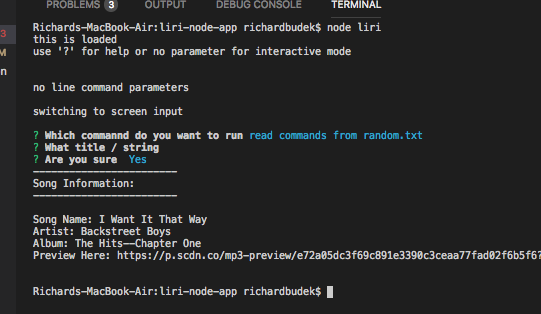 PROBLEMS 3 OUTPUT DEBUG CONSOLE TERMINAL
3
M
n
Richards-MacBook-Air:liri-node-app richardbudek$ node liri
this is loaded
use '?' for help or no parameter for interactive mode
no line command parameters
switching to screen input
? Which commannd do you want to run read commands from random.txt
? What title / string
? Are you sure Yes
------------------------
Song Information:
------------------------
Song Name: I Want It That Way
Artist: Backstreet Boys
Album: The Hits--Chapter One
Preview Here: https://p.scdn.co/mp3-preview/e72a05dc3f69c891e3390c3ceaa77fad02f6b5f6?
Richards-MacBook-Air:liri-node-app richardbudek$